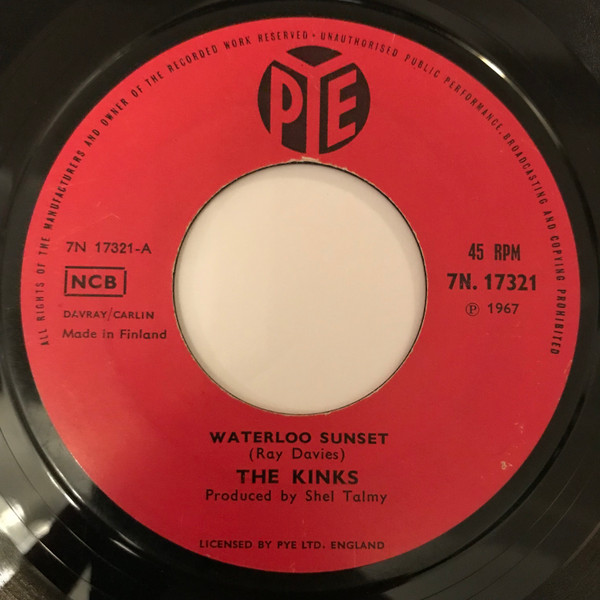 ALL RIGHTS OF THE MANUFACTURERS AND OWNER OF THE RECORDED WORK RESERVED · UNAUTHORISED PUBLIC PERFORMANCE, BROADCASTING AND COPYING PROHIBITED
PYE
7N 17321-A
NCB
DAVRAY/CARLIN
Made in Finland
45 RPM
7N. 17321
Ⓟ 1967
WATERLOO SUNSET
(Ray Davies)
THE KINKS
Produced by Shel Talmy
LICENSED BY PYE LTD. ENGLAND